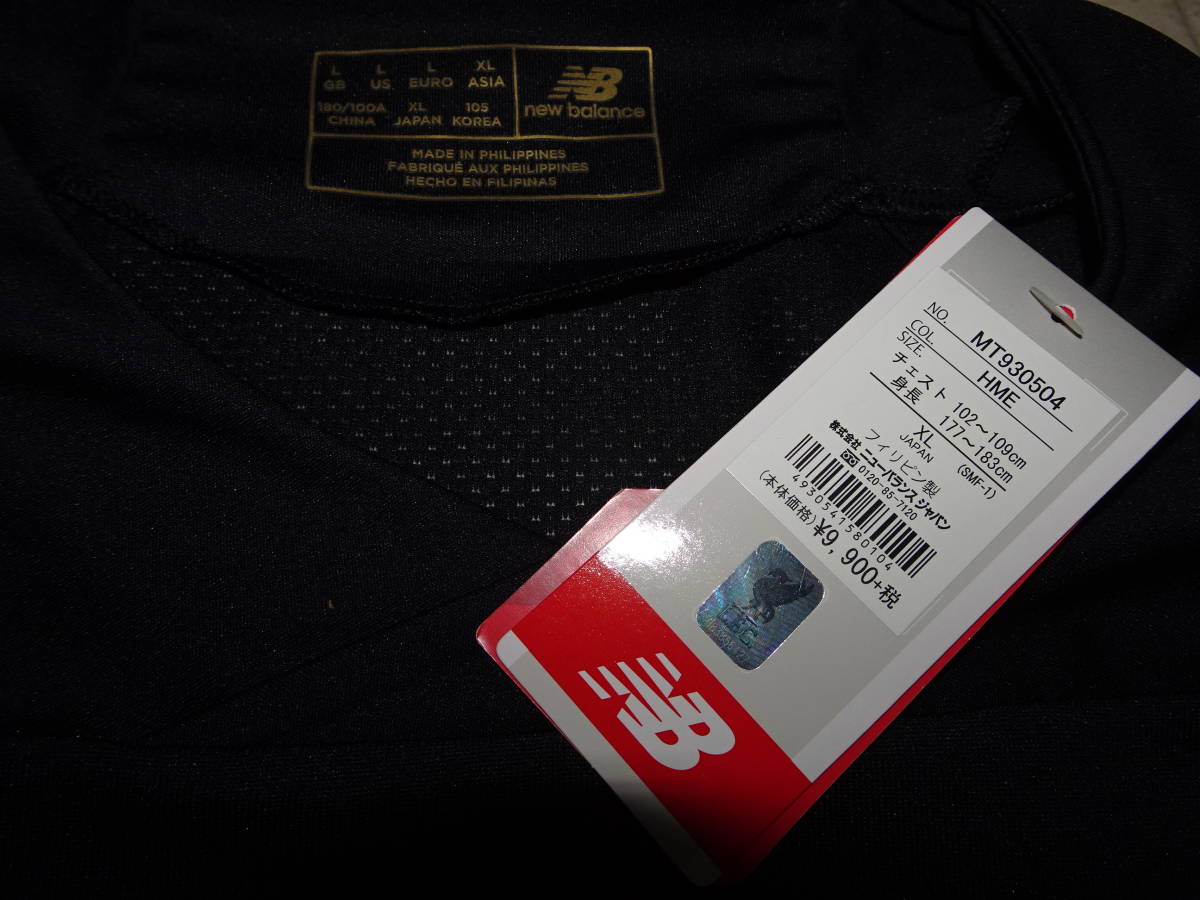 L L L XL
GB US EURO ASIA
180/100A XL 105
CHINA JAPAN KOREA
NB
new balance
MADE IN PHILIPPINES
FABRIQUÉ AUX PHILIPPINES
HECHO EN FILIPINAS
NO. MT930504
COL. HME
SIZE.
チェスト 102～109cm
身長 177～183cm
XL (SMF-1)
JAPAN
フィリピン製
株式会社 ニューバランス ジャパン
0120-85-7120
4930541580104
(本体価格)¥9,900+税
L.F.C.
NB